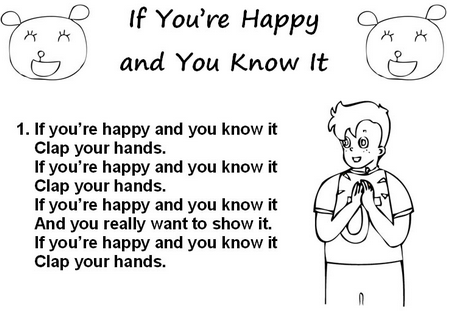 If You're Happy
and You Know It
1. If you're happy and you know it
Clap your hands.
If you're happy and you know it
Clap your hands.
If you're happy and you know it
And you really want to show it.
If you're happy and you know it
Clap your hands.